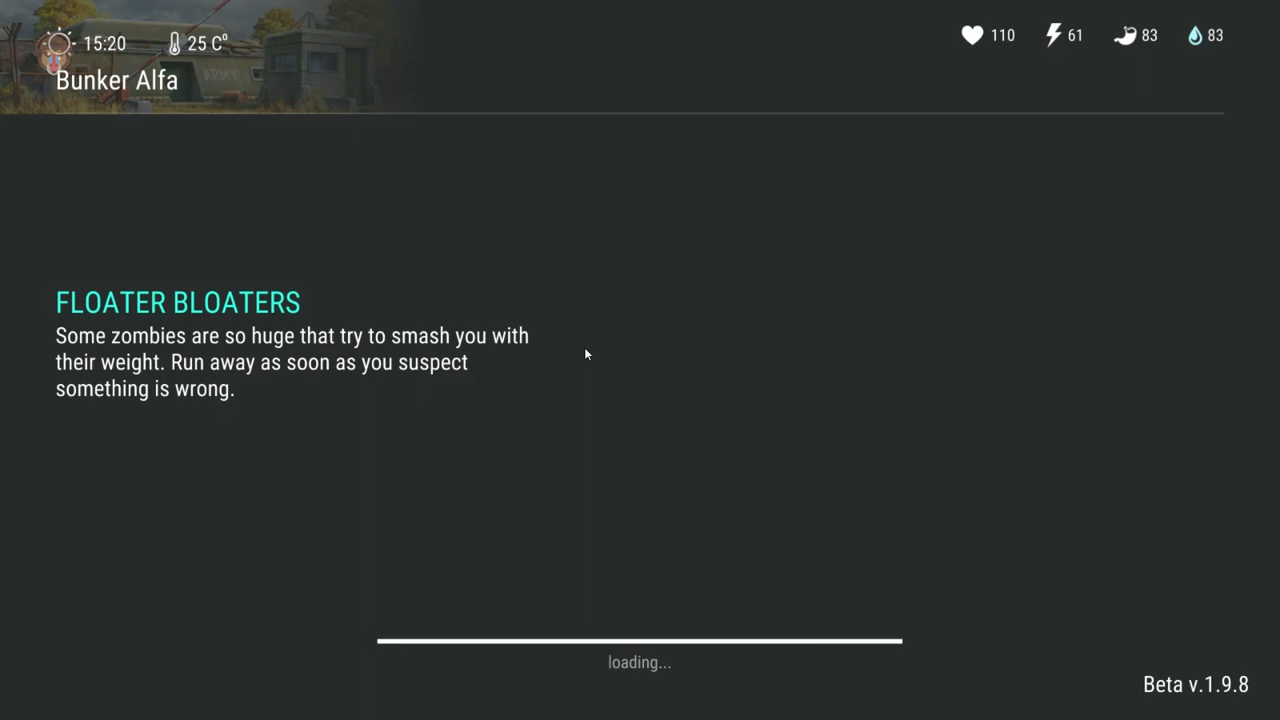 15:20 25 C° 110 61 83 83
Bunker Alfa
FLOATER BLOATERS
Some zombies are so huge that try to smash you with
their weight. Run away as soon as you suspect
something is wrong.
loading...
Beta v.1.9.8